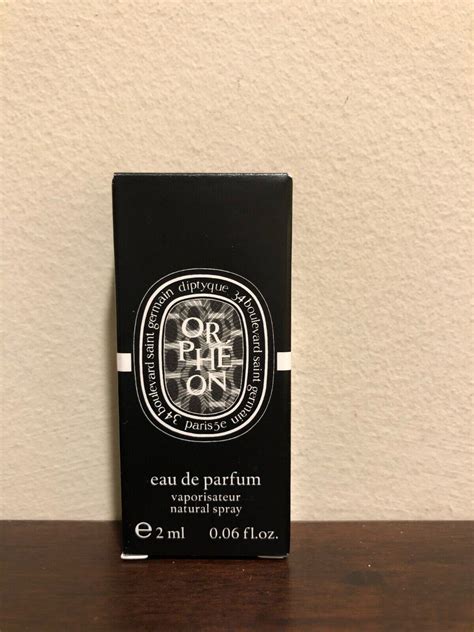 diptyque
34 boulevard saint germain
34 boulevard saint germain
paris 5e
OR
PHÉ
ON
eau de parfum
vaporisateur
natural spray
℮ 2 ml 0.06 fl.oz.